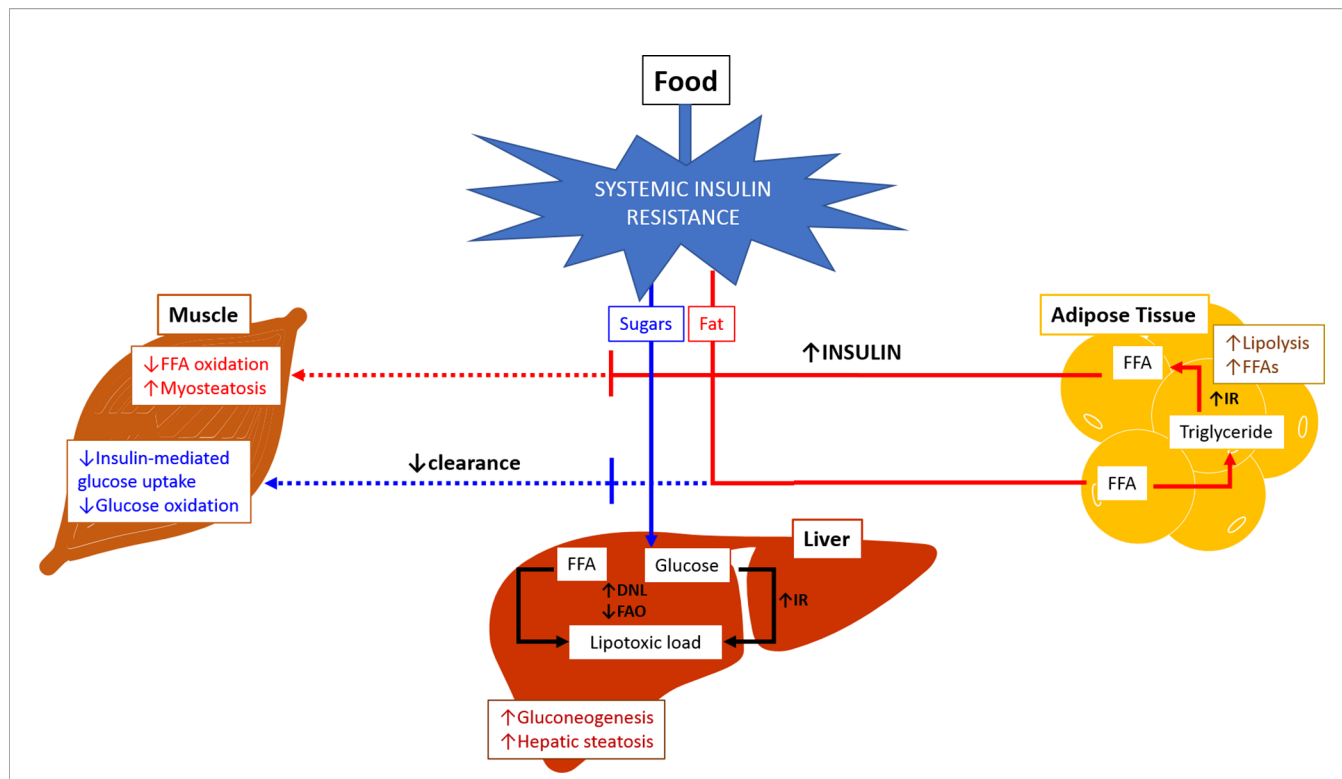 Food
SYSTEMIC INSULIN
RESISTANCE
Sugars
Fat
Muscle
↓FFA oxidation
↑Myosteatosis
↓Insulin-mediated
glucose uptake
↓Glucose oxidation
↑INSULIN
↓clearance
Adipose Tissue
↑Lipolysis
↑FFAs
FFA
↑IR
Triglyceride
FFA
Liver
FFA
Glucose
↑DNL
↓FAO
↑IR
Lipotoxic load
↑Gluconeogenesis
↑Hepatic steatosis